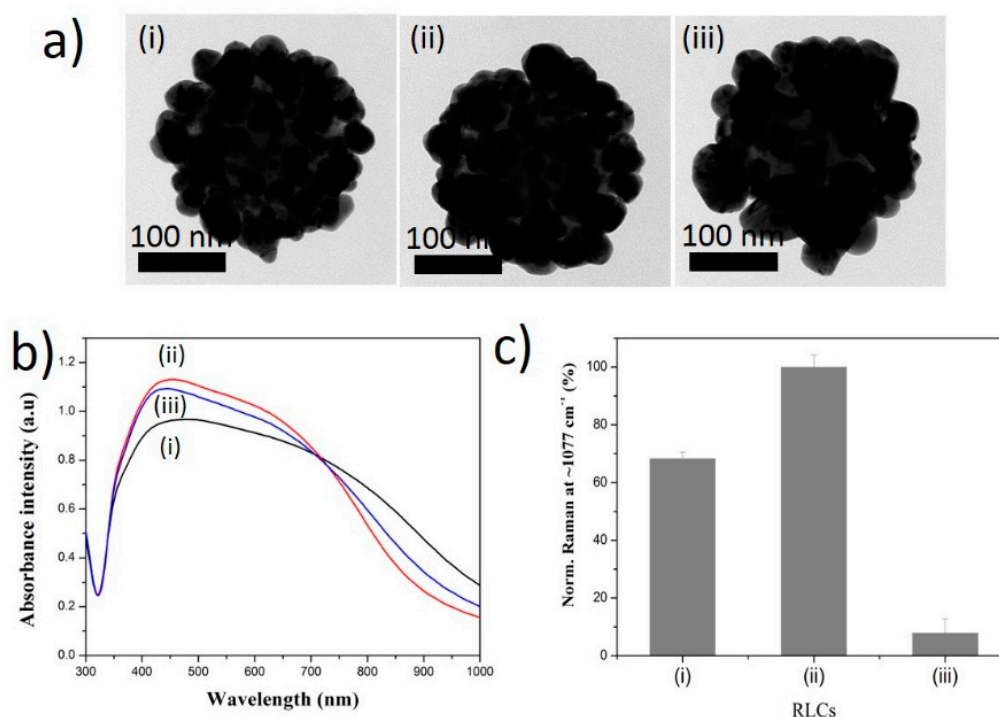 a)
(i)
(ii)
(iii)
100 nm
100 nm
100 nm
b)
(ii)
(iii)
(i)
1.2
1.0
0.8
0.6
0.4
0.2
0.0
300 400 500 600 700 800 900 1000
Absorbance intensity (a.u)
Wavelength (nm)
c)
100
80
60
40
20
0
Norm. Raman at ~1077 cm⁻¹ (%)
(i) (ii) (iii)
RLCs